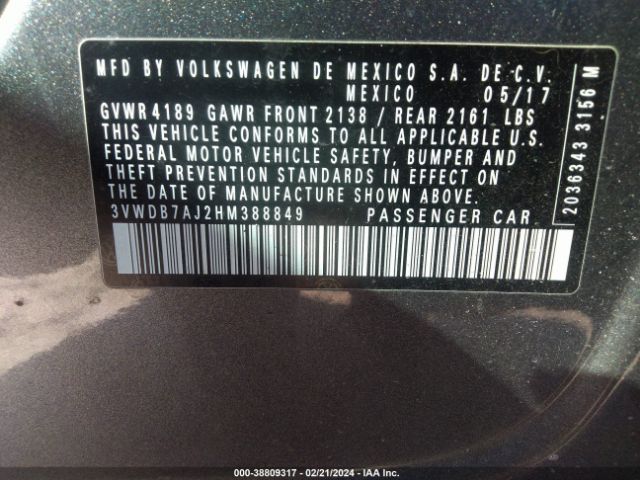 MFD BY VOLKSWAGEN DE MEXICO S.A. DE C.V.
MEXICO 05/17
GVWR 4189 GAWR FRONT 2138 / REAR 2161 LBS
THIS VEHICLE CONFORMS TO ALL APPLICABLE U.S.
FEDERAL MOTOR VEHICLE SAFETY, BUMPER AND
THEFT PREVENTION STANDARDS IN EFFECT ON
THE DATE OF MANUFACTURE SHOWN ABOVE.
3VWDB7AJ2HM388849 PASSENGER CAR
2036343 3156 M
000-38809317 - 02/21/2024 - IAA Inc.